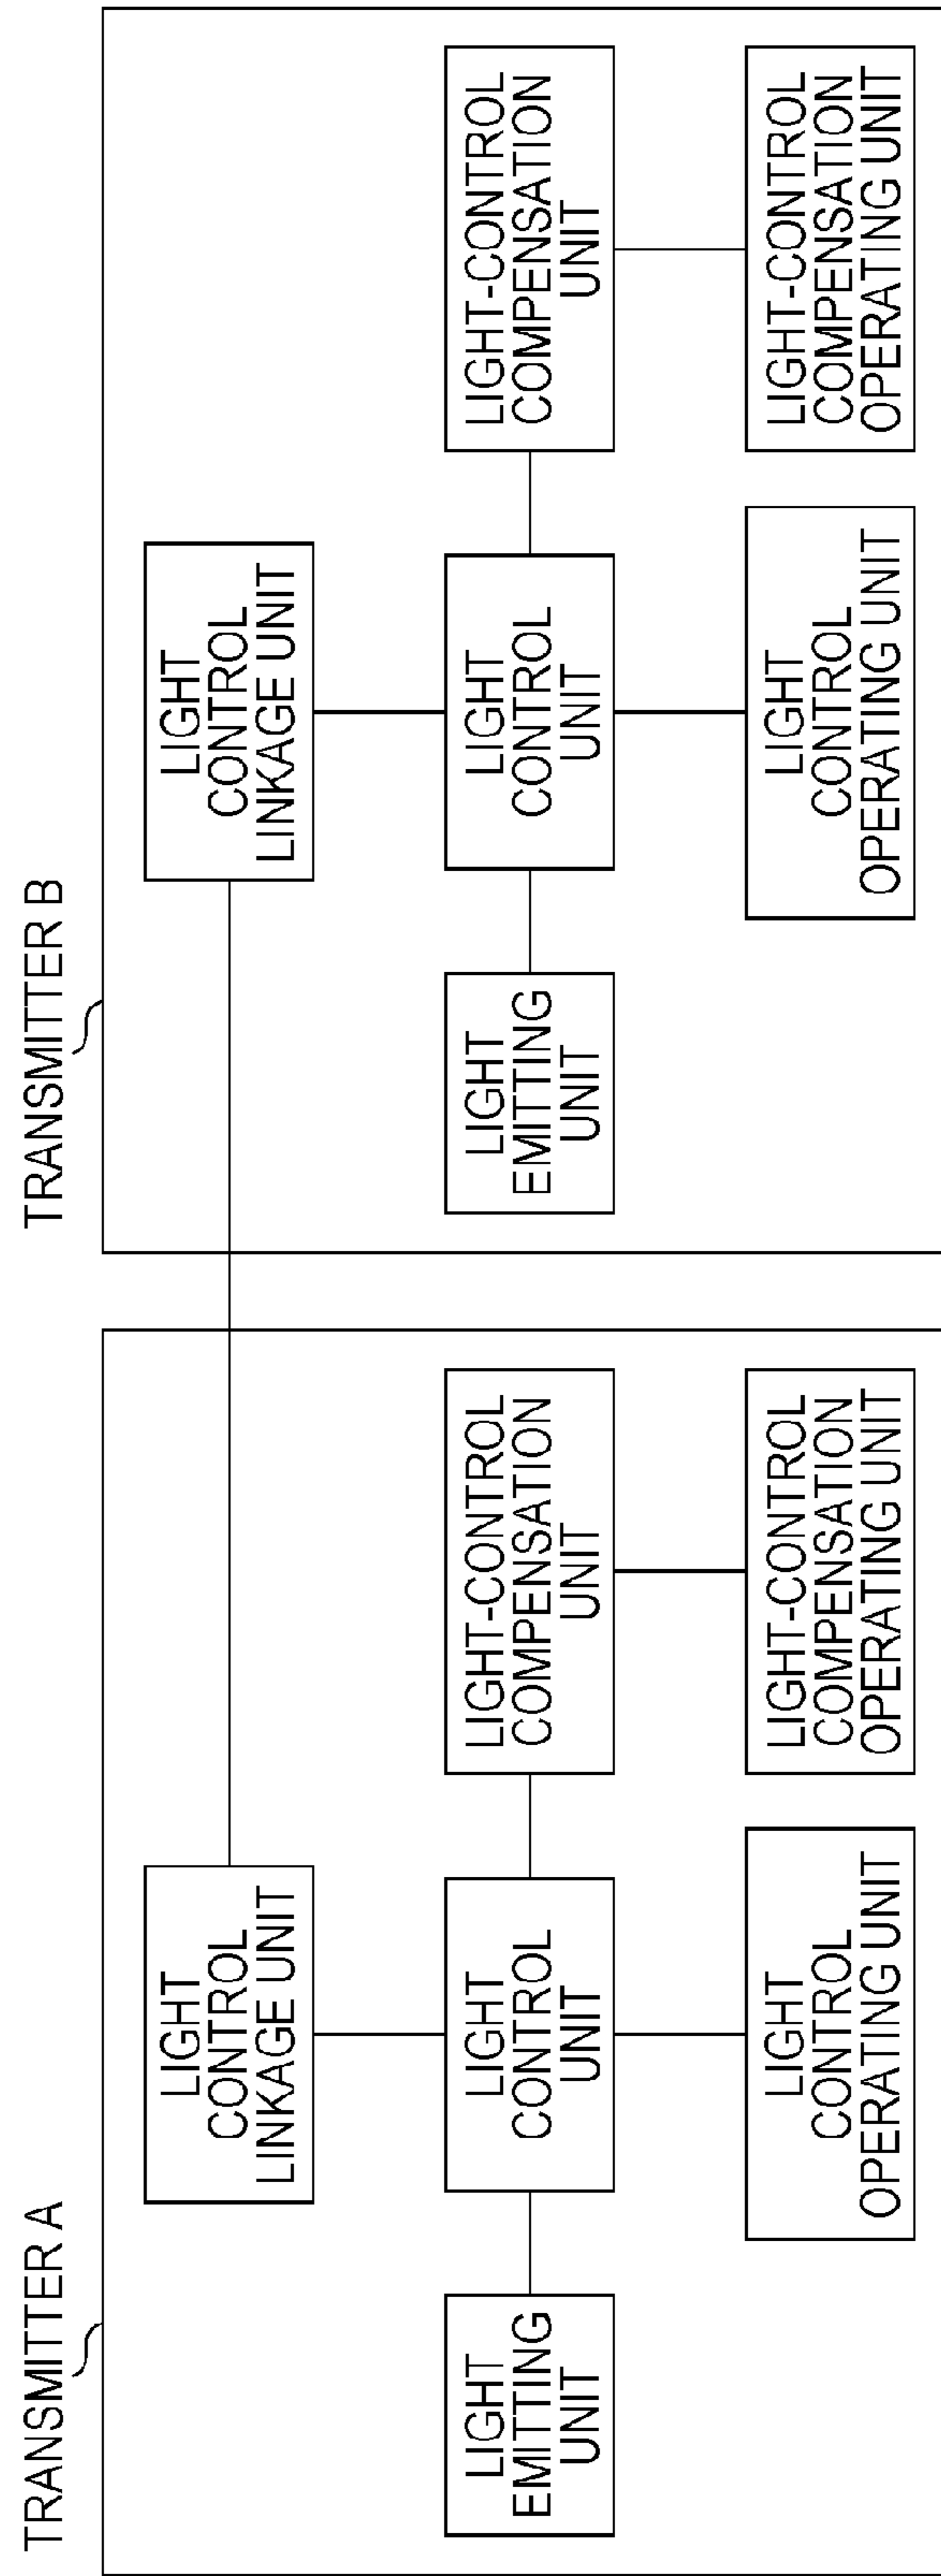 TRANSMITTER A
LIGHT
CONTROL
LINKAGE UNIT
LIGHT
EMITTING
UNIT
LIGHT
CONTROL
UNIT
LIGHT-CONTROL
COMPENSATION
UNIT
LIGHT
CONTROL
OPERATING UNIT
LIGHT-CONTROL
COMPENSATION
OPERATING UNIT
TRANSMITTER B
LIGHT
CONTROL
LINKAGE UNIT
LIGHT
EMITTING
UNIT
LIGHT
CONTROL
UNIT
LIGHT-CONTROL
COMPENSATION
UNIT
LIGHT
CONTROL
OPERATING UNIT
LIGHT-CONTROL
COMPENSATION
OPERATING UNIT